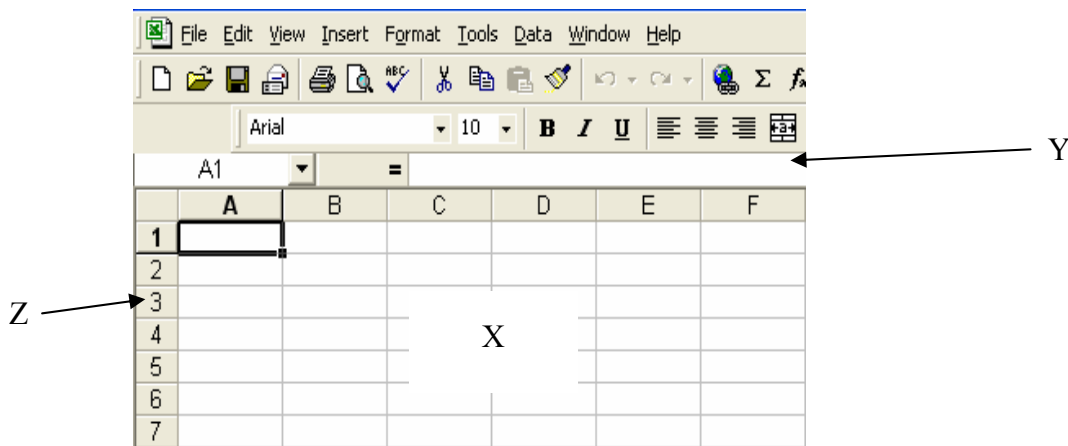 File Edit View Insert Format Tools Data Window Help
ABC Σ
Arial 10 B I U a
Y
A1 =
A B C D E F
1
2
3
Z
4
X
5
6
7